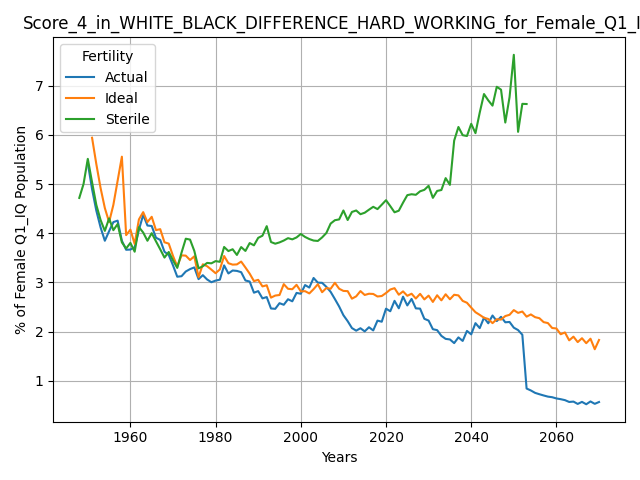 Score_4_in_WHITE_BLACK_DIFFERENCE_HARD_WORKING_for_Female_Q1_I
Fertility
Actual
Ideal
Sterile
% of Female Q1_IQ Population
7
6
5
4
3
2
1
1960 1980 2000 2020 2040 2060
Years